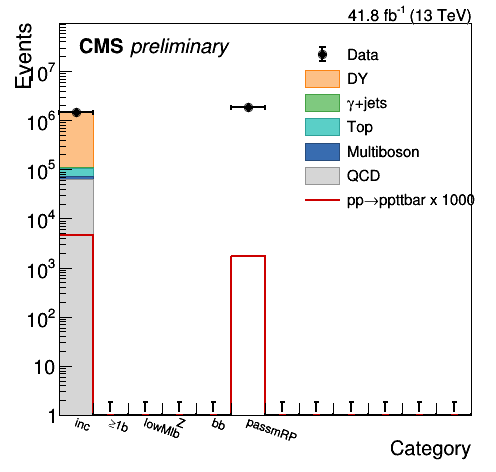 41.8 fb⁻¹ (13 TeV)
Events
CMS preliminary
Data
DY
γ+jets
Top
Multiboson
QCD
pp→ppttbar x 1000
10⁷
10⁶
10⁵
10⁴
10³
10²
10
1
inc ≥1b lowMlb Z bb passmRP
Category